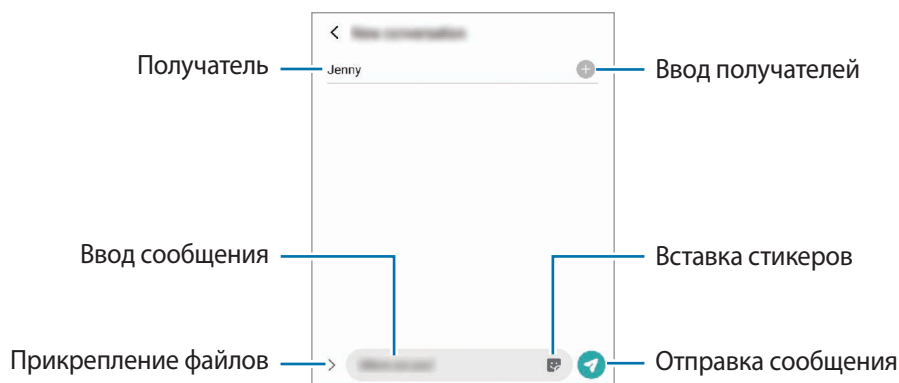 Получатель
Jenny
Ввод получателей
Ввод сообщения
Вставка стикеров
Прикрепление файлов
Отправка сообщения